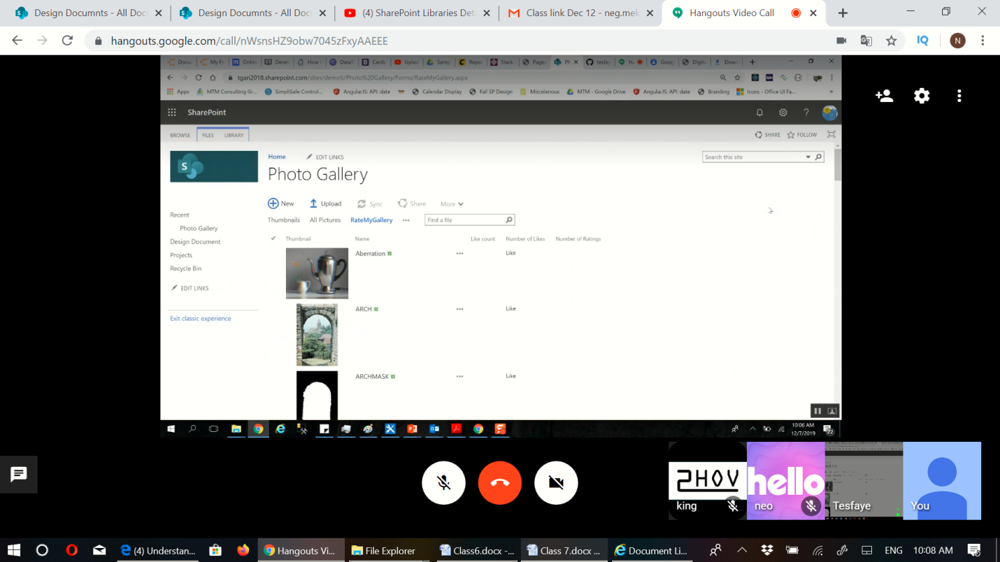 Design Documnts - All Doc
Design Documnts - All Doc
(4) SharePoint Libraries Det
Class link Dec 12 - neg.mek
Hangouts Video Call
hangouts.google.com/call/nWsnsHZ9obw7045zFxyAAEEE
IQ
N
Docu
My Fi
Onlin
Devel
How
DataT
Cards
Uploa
Samp
Repo
Slack
Page
Ph
tesfay
Ha
Goog
Digita
Down
tgari2018.sharepoint.com/sites/demo5/Photo%20Gallery/Forms/RateMyGallery.aspx
Apps
MTM Consulting Gr...
SimpliSafe Control...
AngularJS: API: date
Calendar Display
Fall SP Design
Miscelenous
MTM - Google Drive
AngularJS: API: date
Branding
Icons - Office UI Fa...
»
SharePoint
?
BROWSE
FILES
LIBRARY
SHARE
FOLLOW
S
Home
EDIT LINKS
Search this site
Photo Gallery
New
Upload
Sync
Share
More
Thumbnails
All Pictures
RateMyGallery
Find a file
Recent
Photo Gallery
Design Document
Projects
Recycle Bin
EDIT LINKS
Exit classic experience
Thumbnail
Name
Like count
Number of Likes
Number of Ratings
Aberration
Like
ARCH
Like
ARCHMASK
Like
10:06 AM
12/7/2019
22
2HOV
king
hello
neo
Tesfaye
You
(4) Understan...
Hangouts Vi...
File Explorer
Class6.docx -...
Class 7.docx ...
Document Li...
ENG
10:08 AM